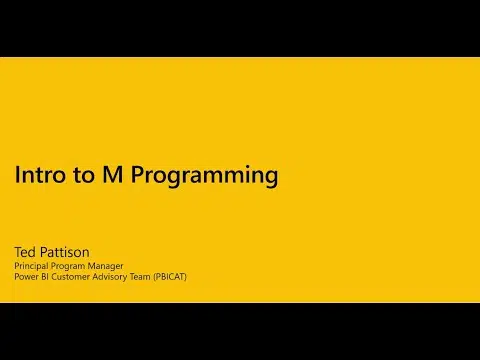 Intro to M Programming
Ted Pattison
Principal Program Manager
Power BI Customer Advisory Team (PBICAT)